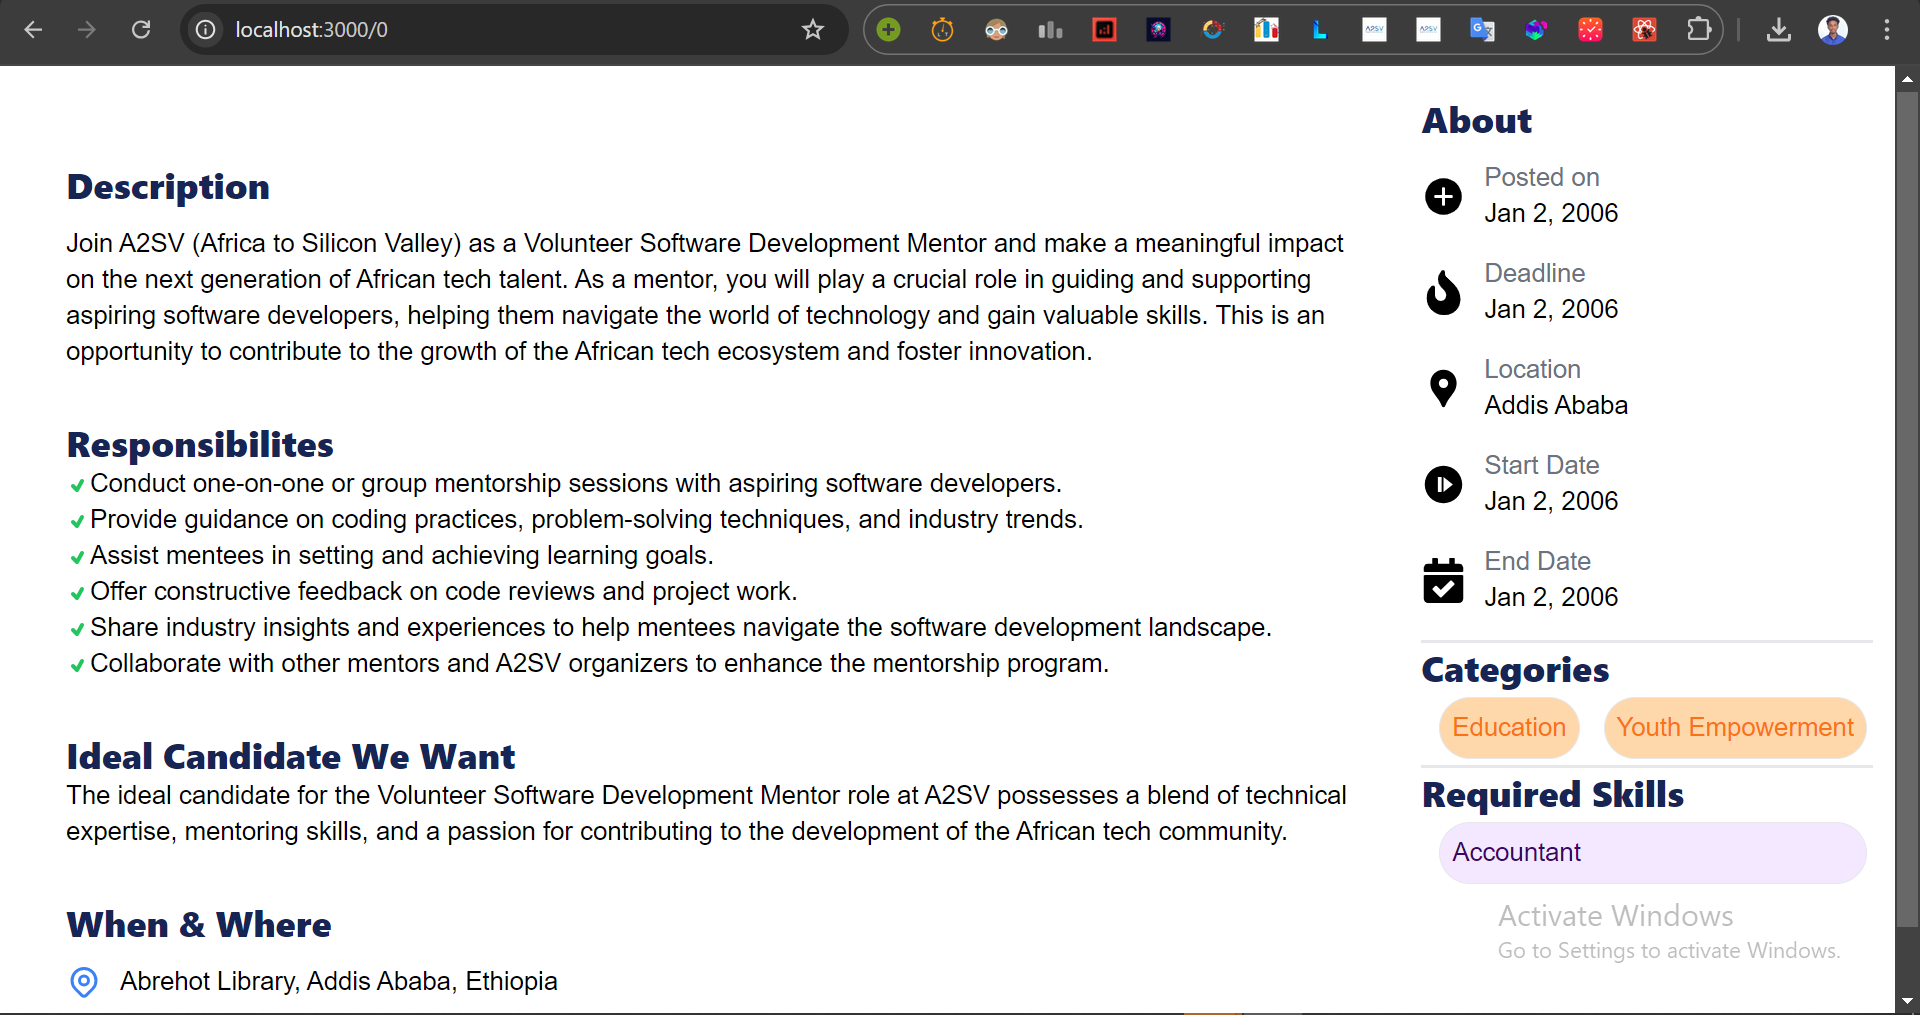 localhost:3000/0
Description
Join A2SV (Africa to Silicon Valley) as a Volunteer Software Development Mentor and make a meaningful impact
on the next generation of African tech talent. As a mentor, you will play a crucial role in guiding and supporting
aspiring software developers, helping them navigate the world of technology and gain valuable skills. This is an
opportunity to contribute to the growth of the African tech ecosystem and foster innovation.
Responsibilites
Conduct one-on-one or group mentorship sessions with aspiring software developers.
Provide guidance on coding practices, problem-solving techniques, and industry trends.
Assist mentees in setting and achieving learning goals.
Offer constructive feedback on code reviews and project work.
Share industry insights and experiences to help mentees navigate the software development landscape.
Collaborate with other mentors and A2SV organizers to enhance the mentorship program.
Ideal Candidate We Want
The ideal candidate for the Volunteer Software Development Mentor role at A2SV possesses a blend of technical
expertise, mentoring skills, and a passion for contributing to the development of the African tech community.
When & Where
Abrehot Library, Addis Ababa, Ethiopia
About
Posted on
Jan 2, 2006
Deadline
Jan 2, 2006
Location
Addis Ababa
Start Date
Jan 2, 2006
End Date
Jan 2, 2006
Categories
Education
Youth Empowerment
Required Skills
Accountant
Activate Windows
Go to Settings to activate Windows.